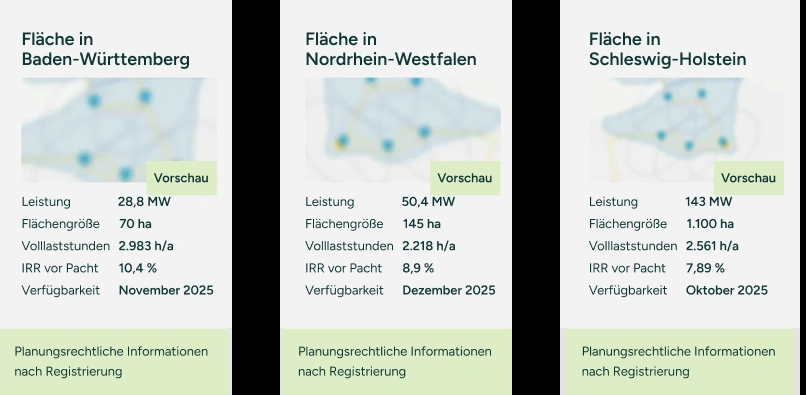 Fläche in
Baden-Württemberg
Vorschau
Leistung 28,8 MW
Flächengröße 70 ha
Volllaststunden 2.983 h/a
IRR vor Pacht 10,4 %
Verfügbarkeit November 2025
Planungsrechtliche Informationen
nach Registrierung
Fläche in
Nordrhein-Westfalen
Vorschau
Leistung 50,4 MW
Flächengröße 145 ha
Volllaststunden 2.218 h/a
IRR vor Pacht 8,9 %
Verfügbarkeit Dezember 2025
Planungsrechtliche Informationen
nach Registrierung
Fläche in
Schleswig-Holstein
Vorschau
Leistung 143 MW
Flächengröße 1.100 ha
Volllaststunden 2.561 h/a
IRR vor Pacht 7,89 %
Verfügbarkeit Oktober 2025
Planungsrechtliche Informationen
nach Registrierung